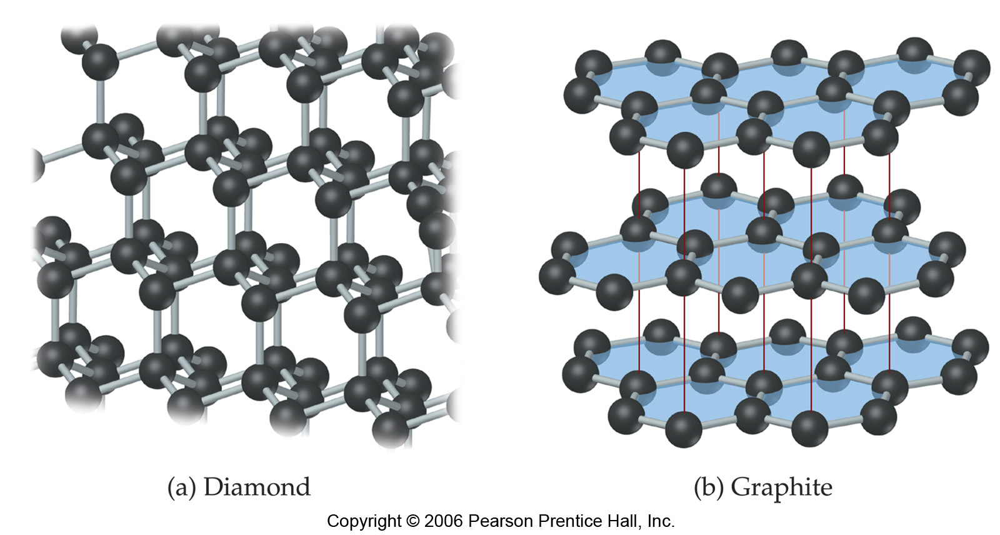 (a) Diamond
(b) Graphite
Copyright © 2006 Pearson Prentice Hall, Inc.